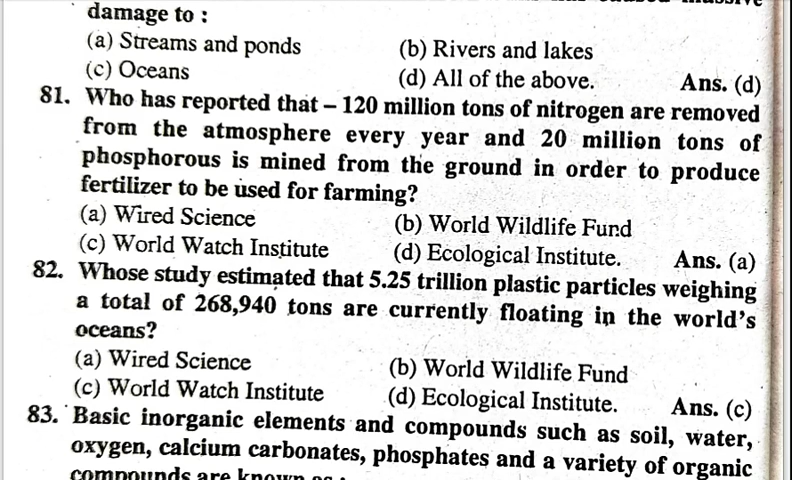 damage to :
(a) Streams and ponds (b) Rivers and lakes
(c) Oceans (d) All of the above. Ans. (d)
81. Who has reported that – 120 million tons of nitrogen are removed
from the atmosphere every year and 20 million tons of
phosphorous is mined from the ground in order to produce
fertilizer to be used for farming?
(a) Wired Science (b) World Wildlife Fund
(c) World Watch Institute (d) Ecological Institute. Ans. (a)
82. Whose study estimated that 5.25 trillion plastic particles weighing
a total of 268,940 tons are currently floating in the world's
oceans?
(a) Wired Science (b) World Wildlife Fund
(c) World Watch Institute (d) Ecological Institute. Ans. (c)
83. Basic inorganic elements and compounds such as soil, water,
oxygen, calcium carbonates, phosphates and a variety of organic
compounds are known as :